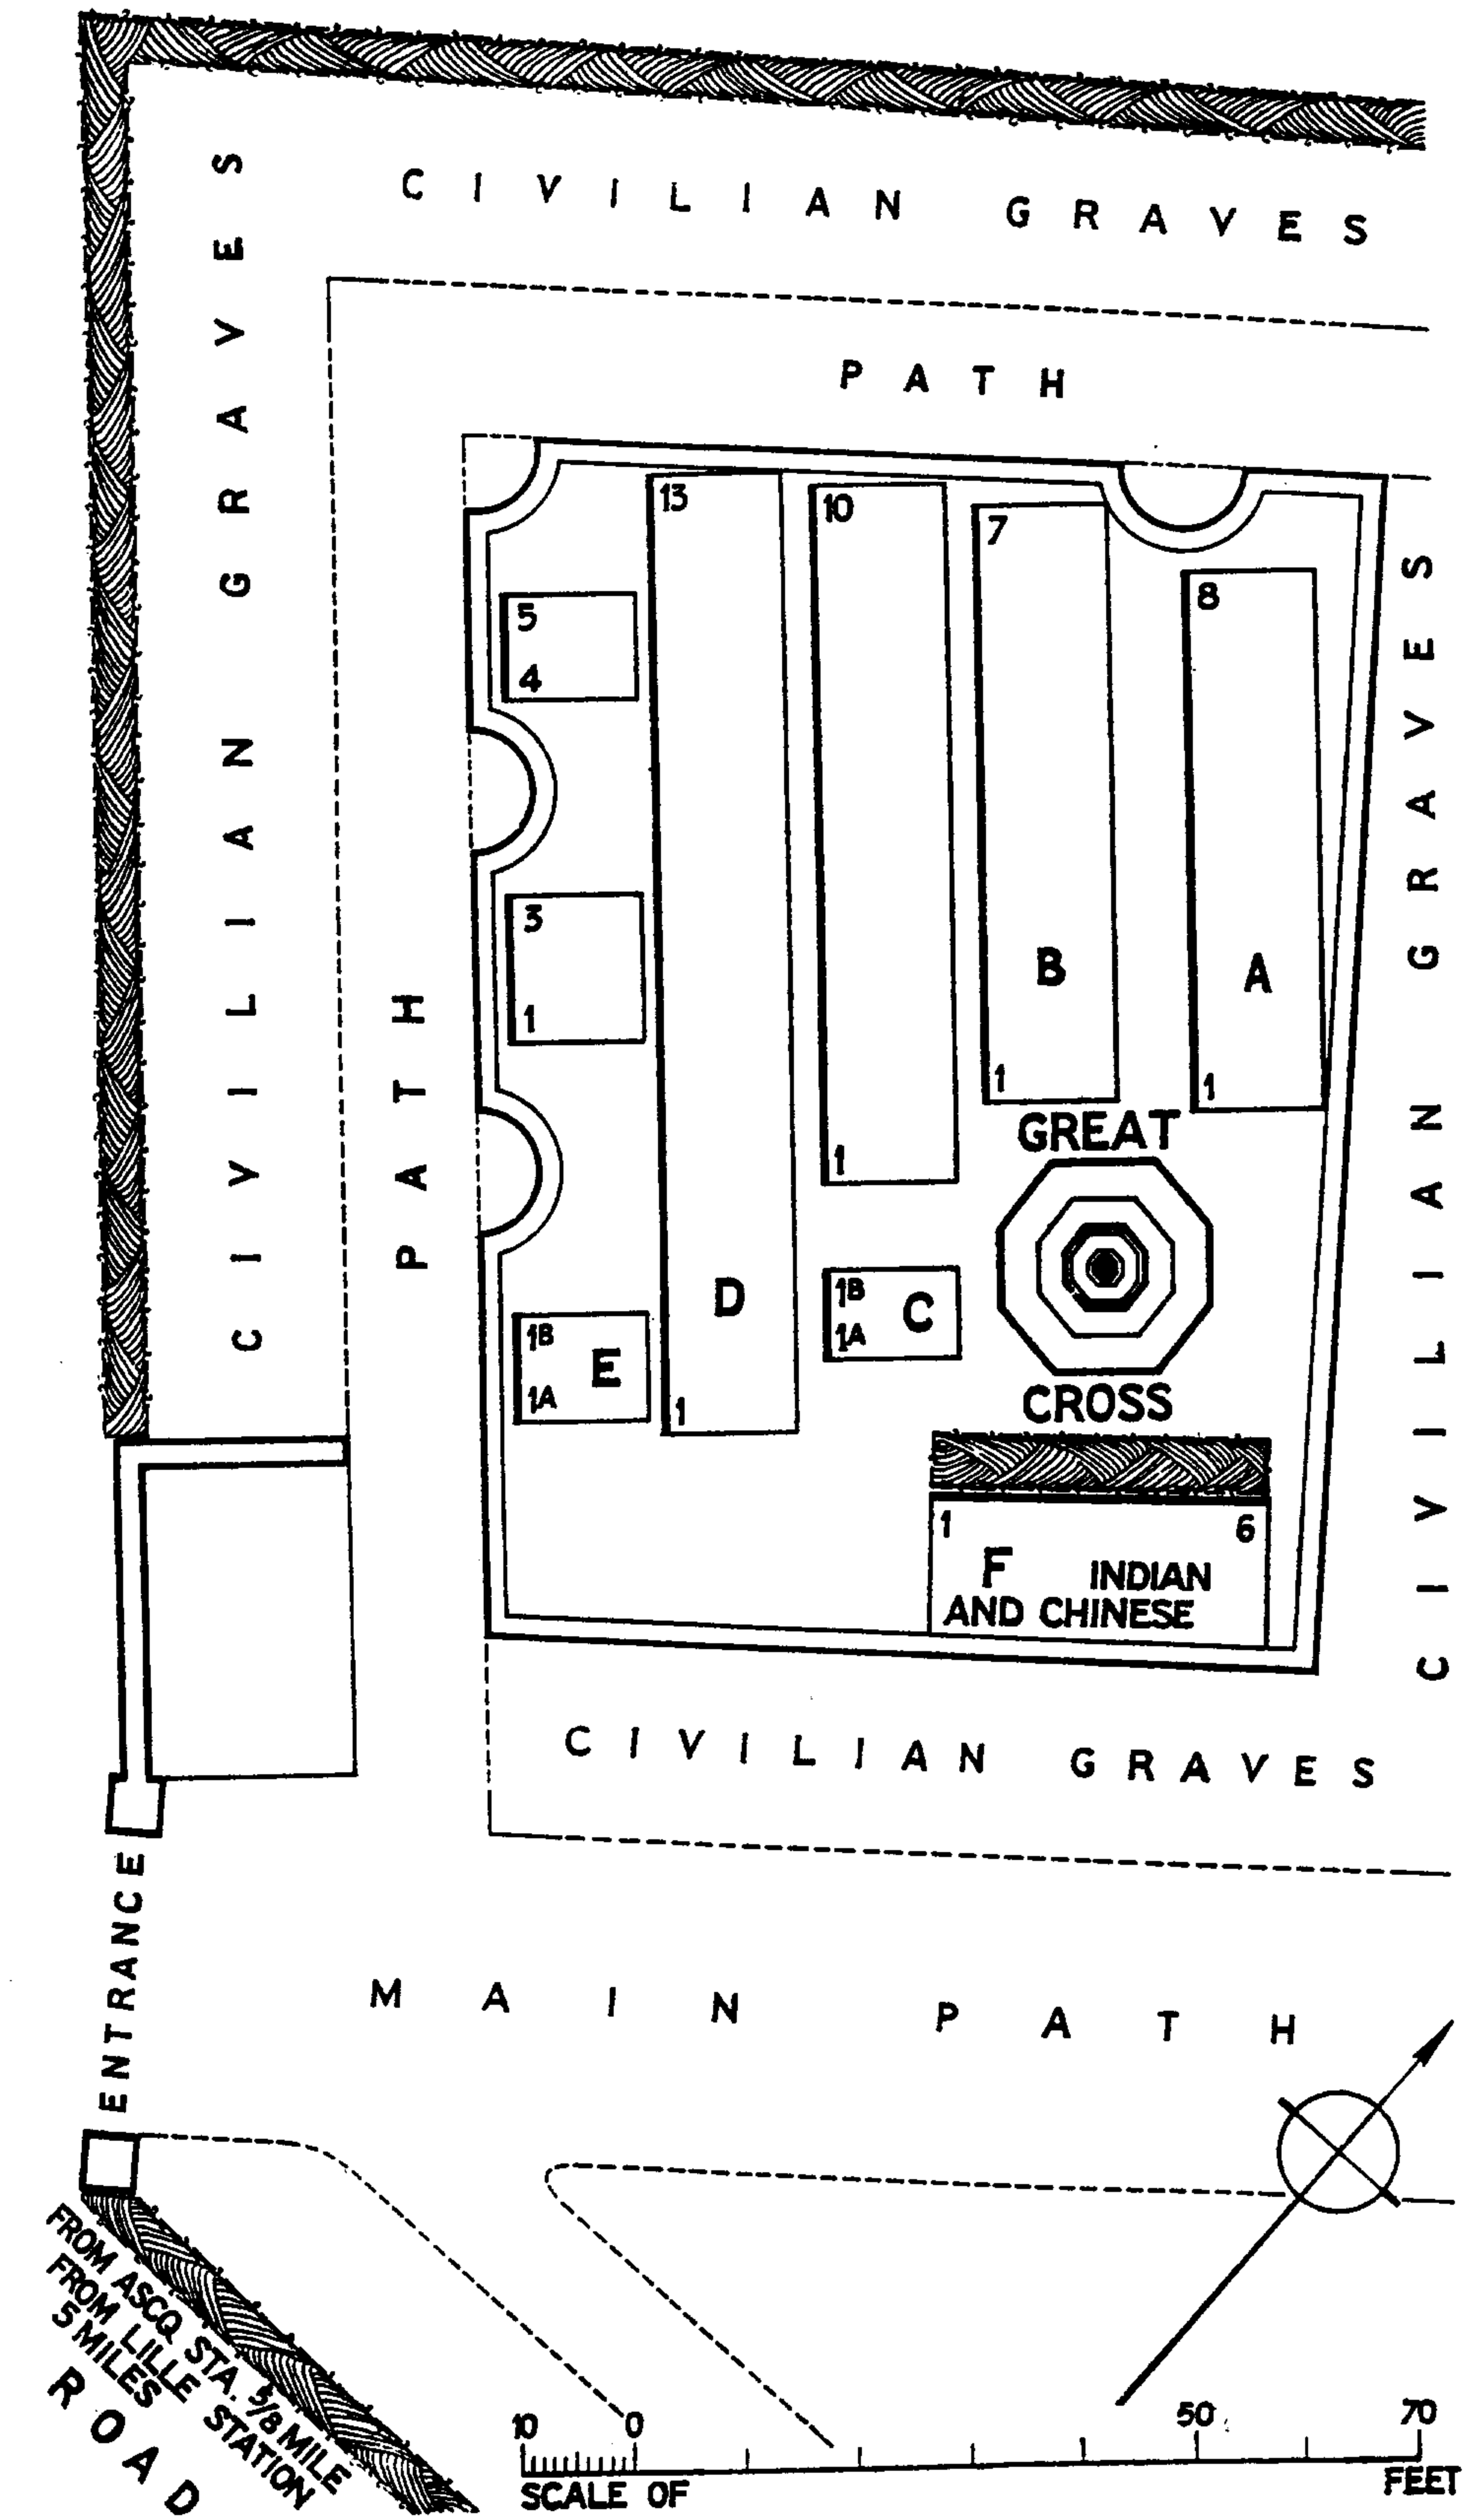 CIVILIAN GRAVES
CIVILIAN GRAVES
PATH
13
10
7
8
5
4
3
1
B
A
1
1
GREAT
1
PATH
CIVILIAN GRAVES
D
1B
C
1A
1B
E
1A
1
CROSS
1
6
F INDIAN
AND CHINESE
CIVILIAN GRAVES
ENTRANCE
MAIN PATH
FROM ASCQ STA. 5/8 MILE
FROM LILLE STATION
5 MILES
ROAD
10 0 50 70
SCALE OF FEET